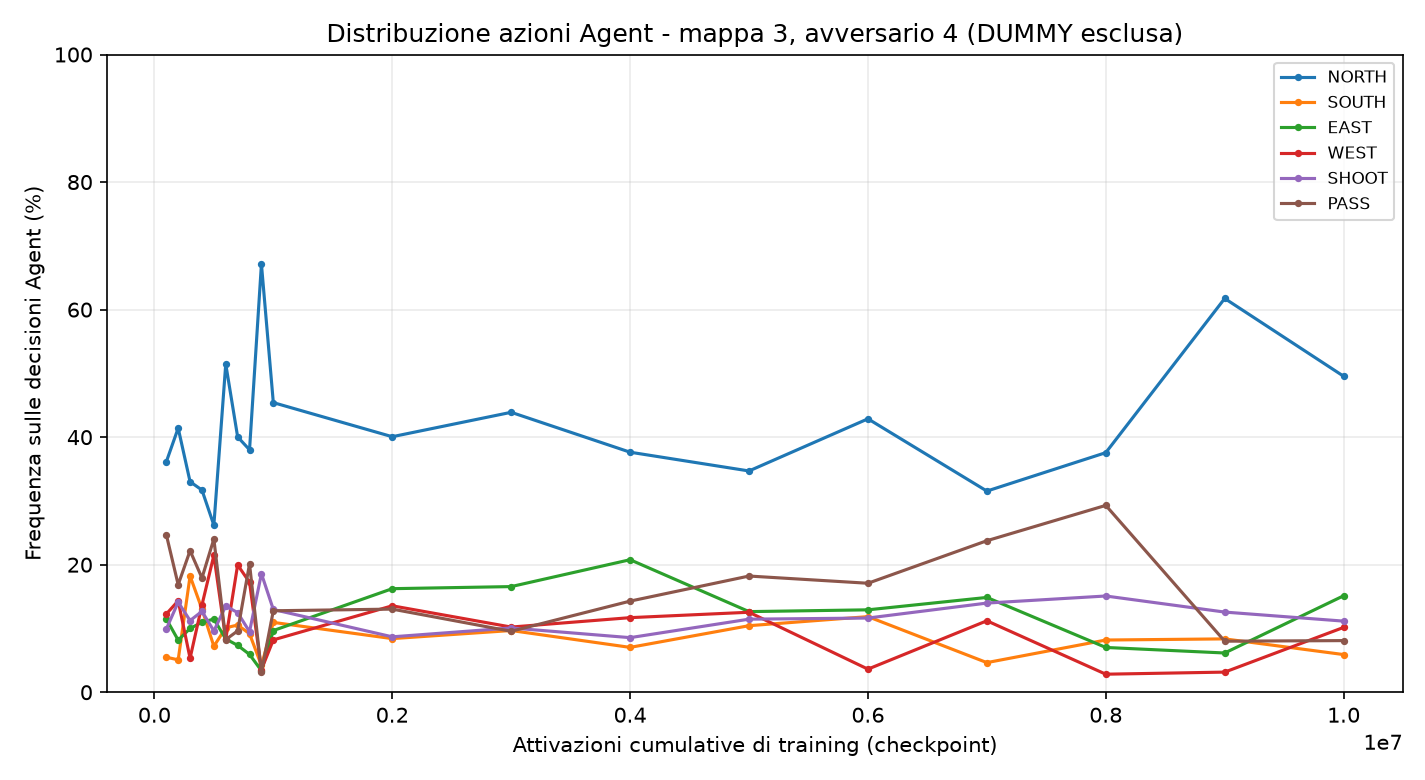 Distribuzione azioni Agent - mappa 3, avversario 4 (DUMMY esclusa)
100
80
60
40
20
0
Frequenza sulle decisioni Agent (%)
NORTH
SOUTH
EAST
WEST
SHOOT
PASS
0.0
0.2
0.4
0.6
0.8
1.0
1e7
Attivazioni cumulative di training (checkpoint)